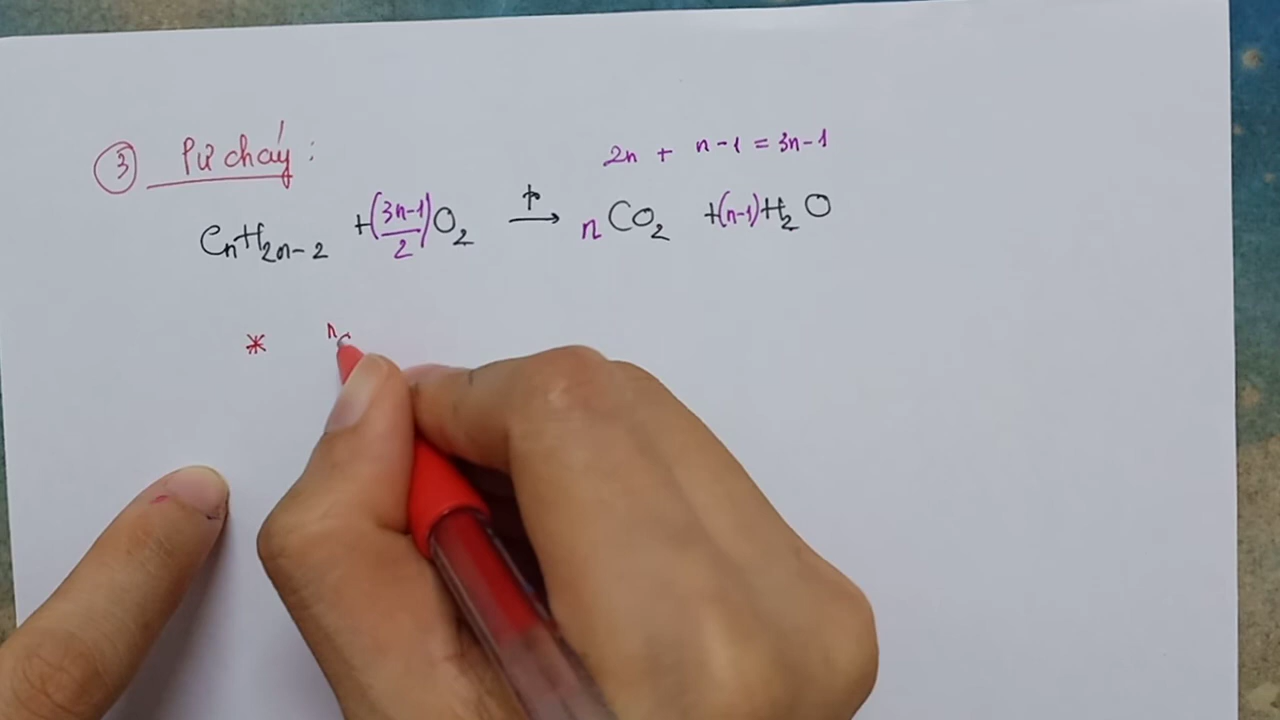 ③ Pư cháy :
2n + n-1 = 3n-1
CnH2n-2 + (3n-1)/2 O2 → nCO2 + (n-1)H2O
* n